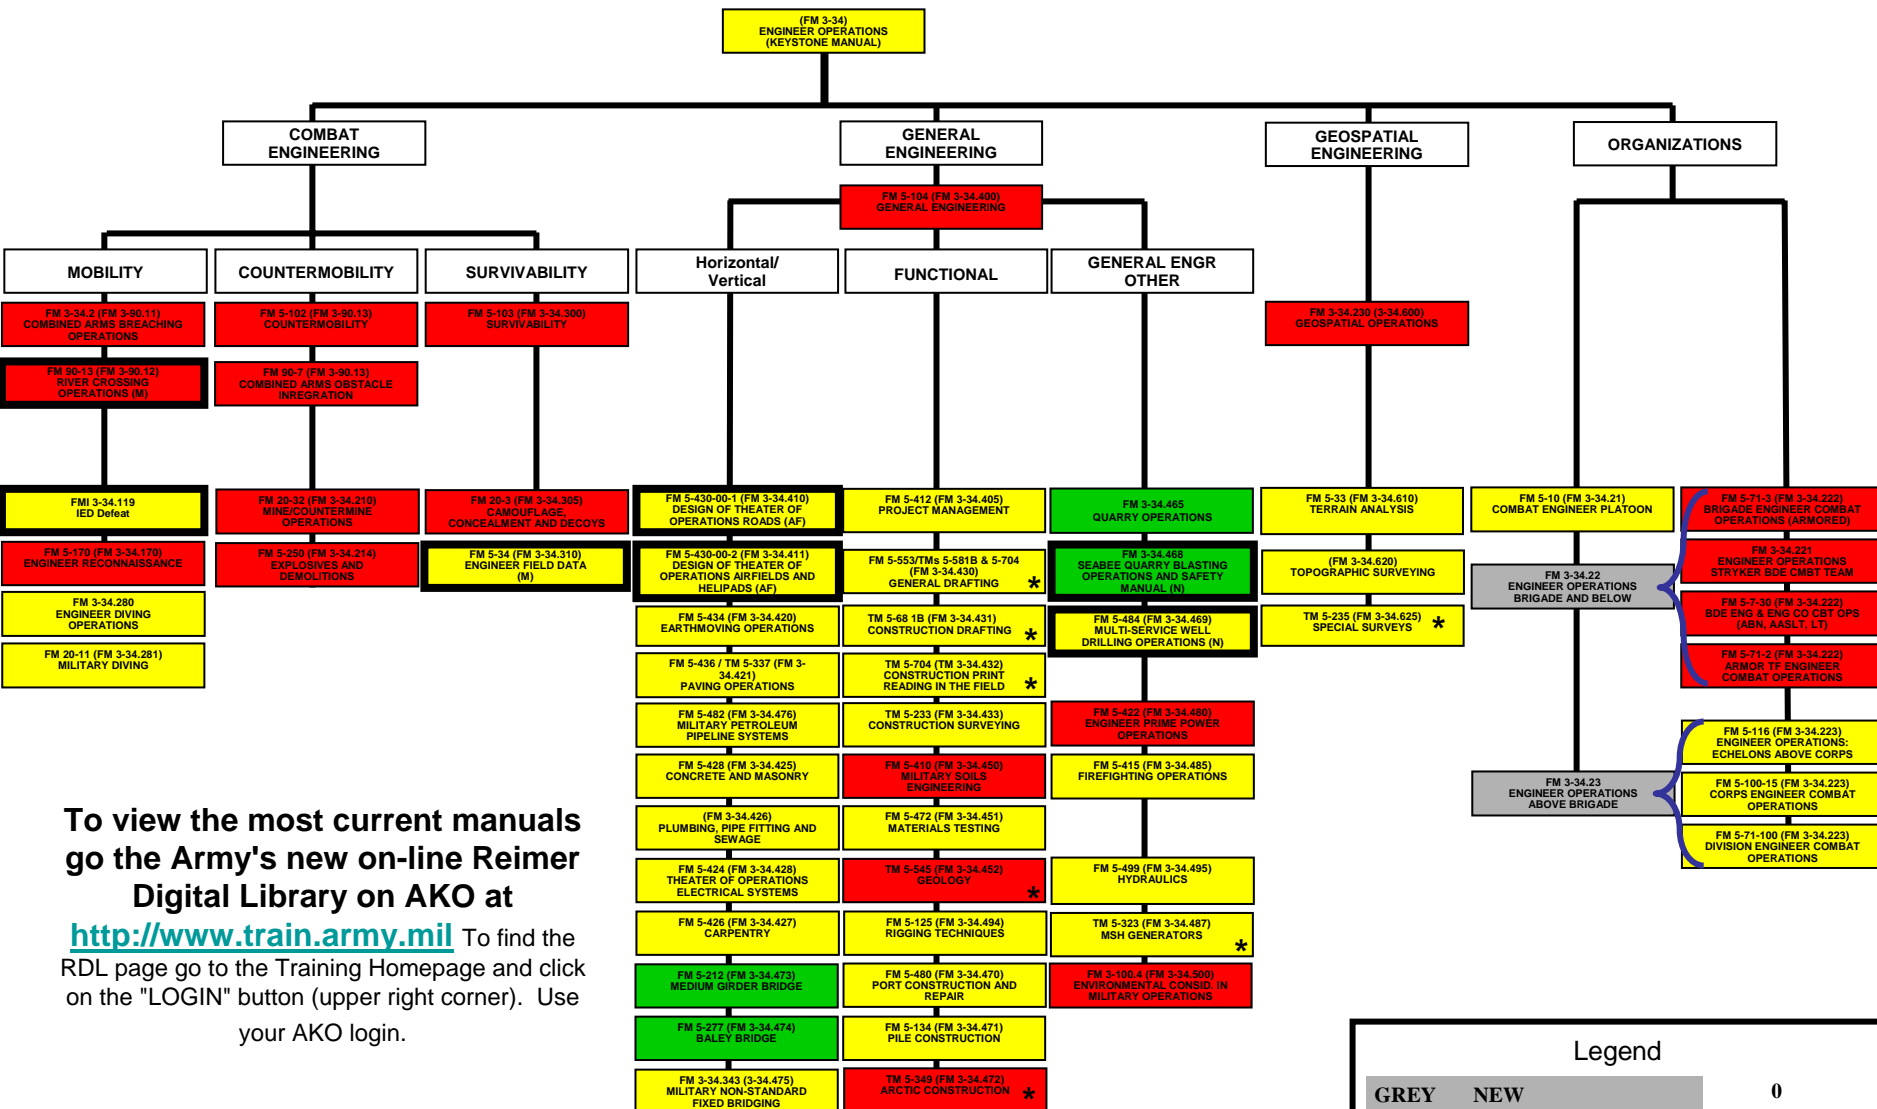 (FM 3-34)
ENGINEER OPERATIONS
(KEYSTONE MANUAL)
COMBAT
ENGINEERING
GENERAL
ENGINEERING
GEOSPATIAL
ENGINEERING
ORGANIZATIONS
FM 5-104 (FM 3-34.400)
GENERAL ENGINEERING
MOBILITY
COUNTERMOBILITY
SURVIVABILITY
Horizontal/
Vertical
FUNCTIONAL
GENERAL ENGR
OTHER
FM 3-34.2 (FM 3-90.11)
COMBINED ARMS BREACHING
OPERATIONS
FM 90-13 (FM 3-90.12)
RIVER CROSSING
OPERATIONS (M)
FMI 3-34.119
IED Defeat
FM 5-170 (FM 3-34.170)
ENGINEER RECONNAISSANCE
FM 3-34.280
ENGINEER DIVING
OPERATIONS
FM 20-11 (FM 3-34.281)
MILITARY DIVING
FM 5-102 (FM 3-90.13)
COUNTERMOBILITY
FM 90-7 (FM 3-90.13)
COMBINED ARMS OBSTACLE
INREGRATION
FM 20-32 (FM 3-34.210)
MINE/COUNTERMINE
OPERATIONS
FM 5-250 (FM 3-34.214)
EXPLOSIVES AND
DEMOLITIONS
FM 5-103 (FM 3-34.300)
SURVIVABILITY
FM 20-3 (FM 3-34.305)
CAMOUFLAGE,
CONCEALMENT AND DECOYS
FM 5-34 (FM 3-34.310)
ENGINEER FIELD DATA
(M)
FM 5-430-00-1 (FM 3-34.410)
DESIGN OF THEATER OF
OPERATIONS ROADS (AF)
FM 5-430-00-2 (FM 3-34.411)
DESIGN OF THEATER OF
OPERATIONS AIRFIELDS AND
HELIPADS (AF)
FM 5-434 (FM 3-34.420)
EARTHMOVING OPERATIONS
FM 5-436 / TM 5-337 (FM 3-
34.421)
PAVING OPERATIONS
FM 5-482 (FM 3-34.476)
MILITARY PETROLEUM
PIPELINE SYSTEMS
FM 5-428 (FM 3-34.425)
CONCRETE AND MASONRY
(FM 3-34.426)
PLUMBING, PIPE FITTING AND
SEWAGE
FM 5-424 (FM 3-34.428)
THEATER OF OPERATIONS
ELECTRICAL SYSTEMS
FM 5-426 (FM 3-34.427)
CARPENTRY
FM 5-212 (FM 3-34.473)
MEDIUM GIRDER BRIDGE
FM 5-277 (FM 3-34.474)
BALEY BRIDGE
FM 3-34.343 (3-34.475)
MILITARY NON-STANDARD
FIXED BRIDGING
FM 5-412 (FM 3-34.405)
PROJECT MANAGEMENT
FM 5-553/TMs 5-581B & 5-704
(FM 3-34.430)
GENERAL DRAFTING *
TM 5-68 1B (FM 3-34.431)
CONSTRUCTION DRAFTING *
TM 5-704 (TM 3-34.432)
CONSTRUCTION PRINT
READING IN THE FIELD *
TM 5-233 (FM 3-34.433)
CONSTRUCTION SURVEYING
FM 5-410 (FM 3-34.450)
MILITARY SOILS
ENGINEERING
FM 5-472 (FM 3-34.451)
MATERIALS TESTING
TM 5-545 (FM 3-34.452)
GEOLOGY *
FM 5-125 (FM 3-34.494)
RIGGING TECHNIQUES
FM 5-480 (FM 3-34.470)
PORT CONSTRUCTION AND
REPAIR
FM 5-134 (FM 3-34.471)
PILE CONSTRUCTION
TM 5-349 (FM 3-34.472)
ARCTIC CONSTRUCTION *
FM 3-34.465
QUARRY OPERATIONS
FM 3-34.468
SEABEE QUARRY BLASTING
OPERATIONS AND SAFETY
MANUAL (N)
FM 5-484 (FM 3-34.469)
MULTI-SERVICE WELL
DRILLING OPERATIONS (N)
FM 5-422 (FM 3-34.480)
ENGINEER PRIME POWER
OPERATIONS
FM 5-415 (FM 3-34.485)
FIREFIGHTING OPERATIONS
FM 5-499 (FM 3-34.495)
HYDRAULICS
TM 5-323 (FM 3-34.487)
MSH GENERATORS *
FM 3-100.4 (FM 3-34.500)
ENVIRONMENTAL CONSID. IN
MILITARY OPERATIONS
FM 3-34.230 (3-34.600)
GEOSPATIAL OPERATIONS
FM 5-33 (FM 3-34.610)
TERRAIN ANALYSIS
(FM 3-34.620)
TOPOGRAPHIC SURVEYING
TM 5-235 (FM 3-34.625)
SPECIAL SURVEYS *
FM 5-10 (FM 3-34.21)
COMBAT ENGINEER PLATOON
FM 3-34.22
ENGINEER OPERATIONS
BRIGADE AND BELOW
FM 3-34.23
ENGINEER OPERATIONS
ABOVE BRIGADE
FM 5-71-3 (FM 3-34.222)
BRIGADE ENGINEER COMBAT
OPERATIONS (ARMORED)
FM 3-34.221
ENGINEER OPERATIONS
STRYKER BDE CMBT TEAM
FM 5-7-30 (FM 3-34.222)
BDE ENG & ENG CO CBT OPS
(ABN, AASLT, LT)
FM 5-71-2 (FM 3-34.222)
ARMOR TF ENGINEER
COMBAT OPERATIONS
FM 5-116 (FM 3-34.223)
ENGINEER OPERATIONS:
ECHELONS ABOVE CORPS
FM 5-100-15 (FM 3-34.223)
CORPS ENGINEER COMBAT
OPERATIONS
FM 5-71-100 (FM 3-34.223)
DIVISION ENGINEER COMBAT
OPERATIONS
To view the most current manuals
go the Army's new on-line Reimer
Digital Library on AKO at
http://www.train.army.mil To find the
RDL page go to the Training Homepage and click
on the "LOGIN" button (upper right corner). Use
your AKO login.
Legend
GREY NEW 0